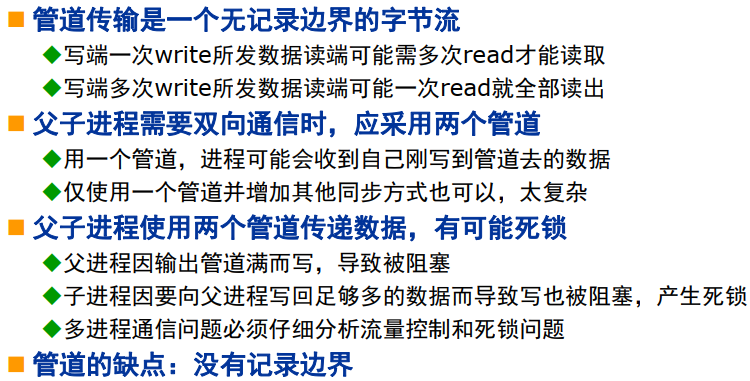 管道传输是一个无记录边界的字节流
写端一次write所发数据读端可能需多次read才能读取
写端多次write所发数据读端可能一次read就全部读出
父子进程需要双向通信时，应采用两个管道
用一个管道，进程可能会收到自己刚写到管道去的数据
仅使用一个管道并增加其他同步方式也可以，太复杂
父子进程使用两个管道传递数据，有可能死锁
父进程因输出管道满而写，导致被阻塞
子进程因要向父进程写回足够多的数据而导致写也被阻塞，产生死锁
多进程通信问题必须仔细分析流量控制和死锁问题
管道的缺点：没有记录边界